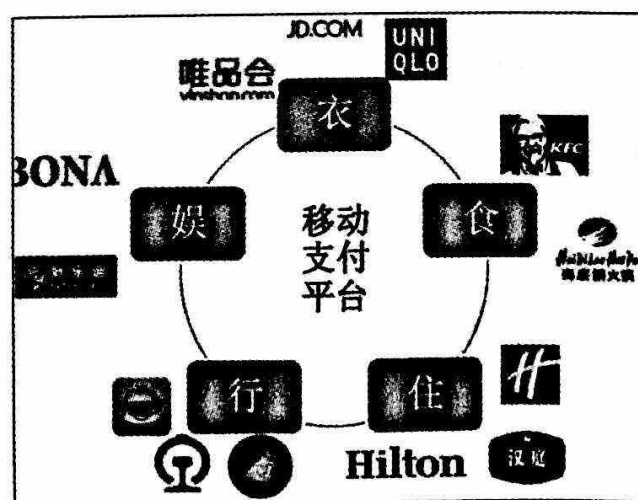 JD.COM
UNI
QLO
唯品会
vipshop.com
衣
KFC
BONA
娱
移动
支付
平台
食
海底捞火锅
行
住
H
Hilton
汉庭